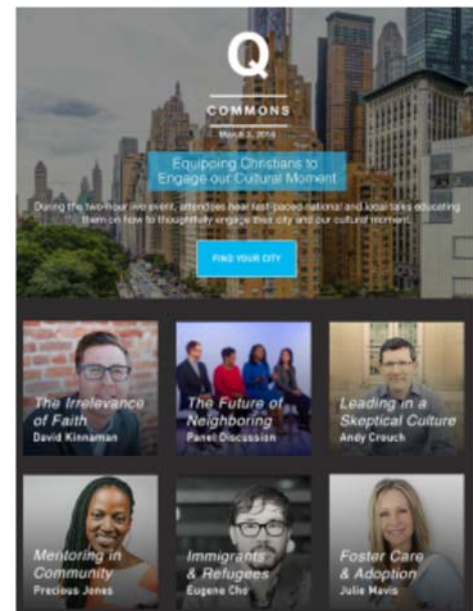 Q
COMMONS
March 3, 2016
Equipping Christians to
Engage our Cultural Moment
During the two-hour live event, attendees hear fast-paced national and local talks educating
them on how to thoughtfully engage their city and our cultural moment.
FIND YOUR CITY
The Irrelevance
of Faith
David Kinnaman
The Future of
Neighboring
Panel Discussion
Leading in a
Skeptical Culture
Andy Crouch
Mentoring in
Community
Precious Jones
Immigrants
& Refugees
Eugene Cho
Foster Care
& Adoption
Julie Mavis